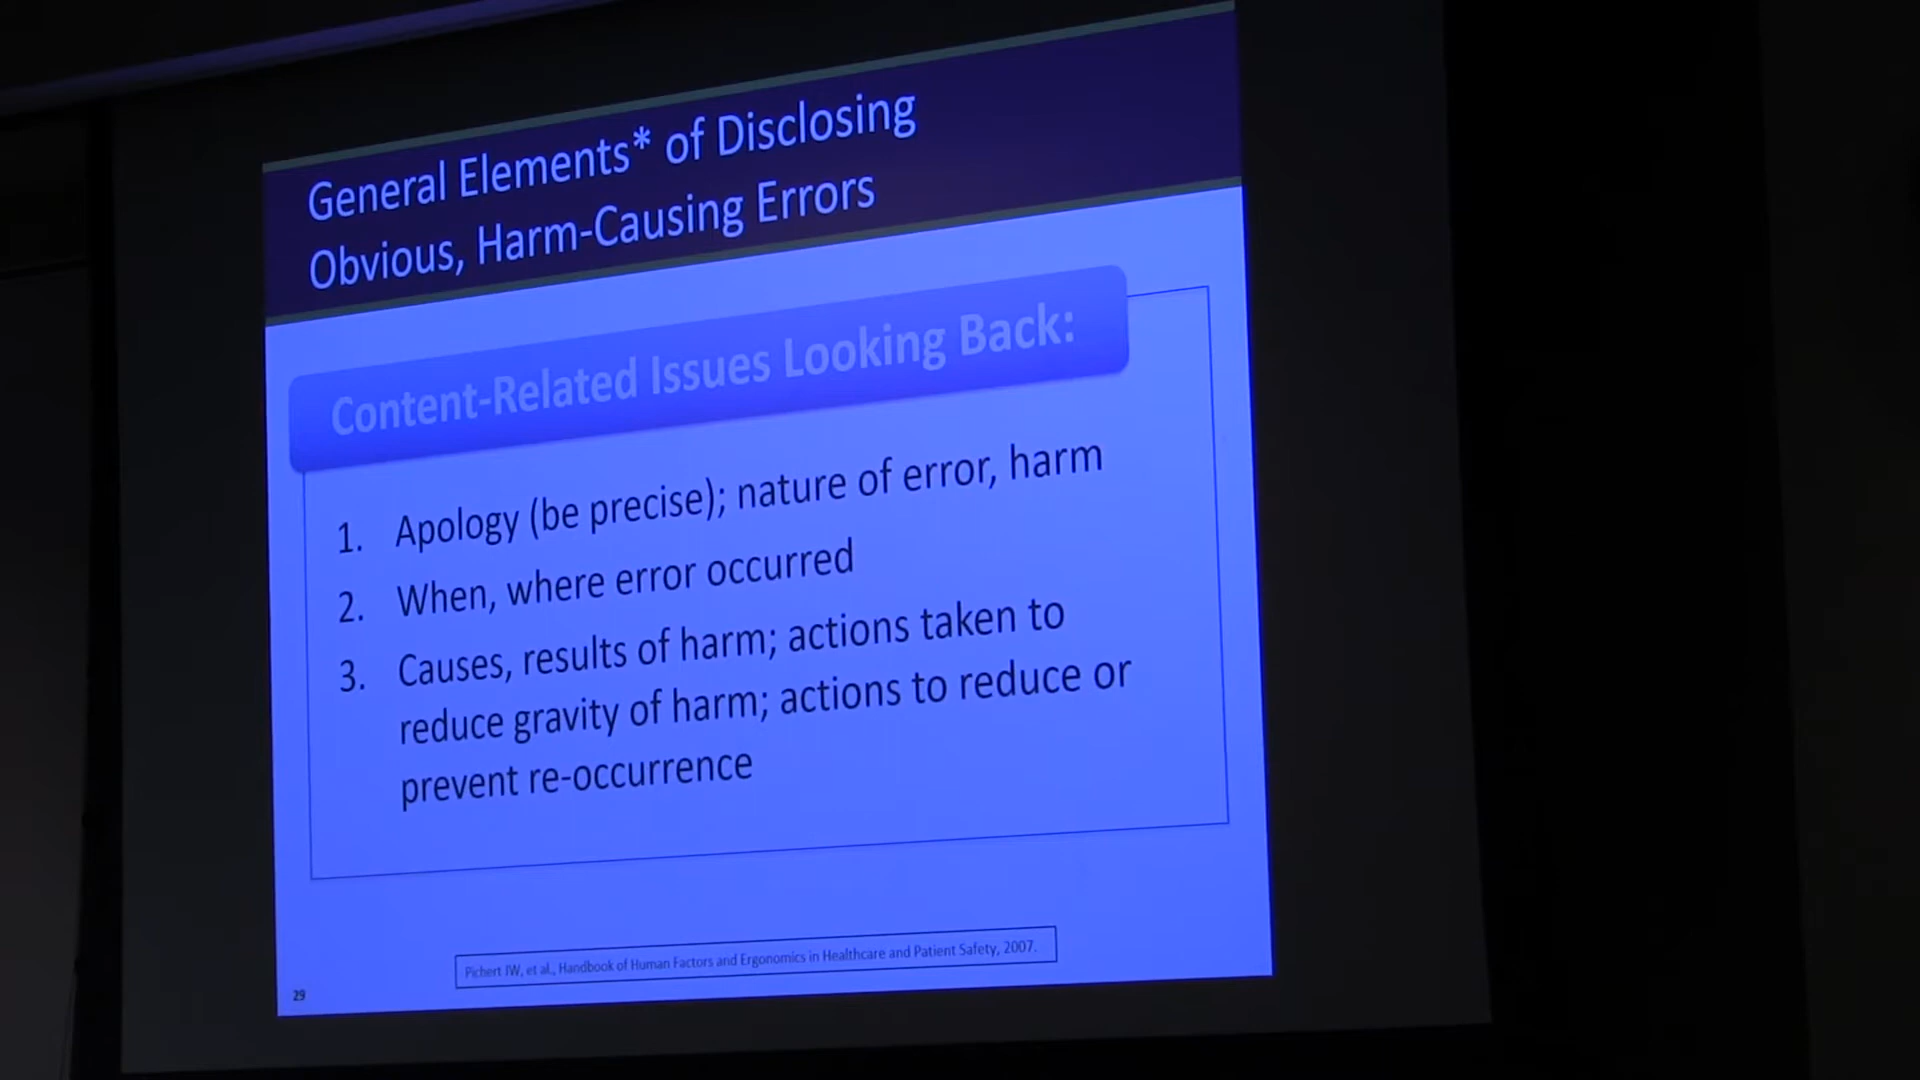 General Elements* of Disclosing
Obvious, Harm-Causing Errors
Content-Related Issues Looking Back:
1. Apology (be precise); nature of error, harm
2. When, where error occurred
3. Causes, results of harm; actions taken to
reduce gravity of harm; actions to reduce or
prevent re-occurrence
Pichert JW, et al., Handbook of Human Factors and Ergonomics in Healthcare and Patient Safety, 2007.
29